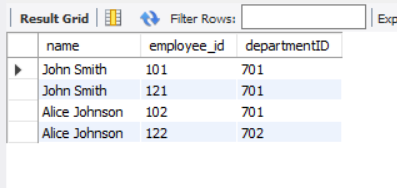 Result Grid Filter Rows: Exp
name employee_id departmentID
John Smith 101 701
John Smith 121 701
Alice Johnson 102 701
Alice Johnson 122 702